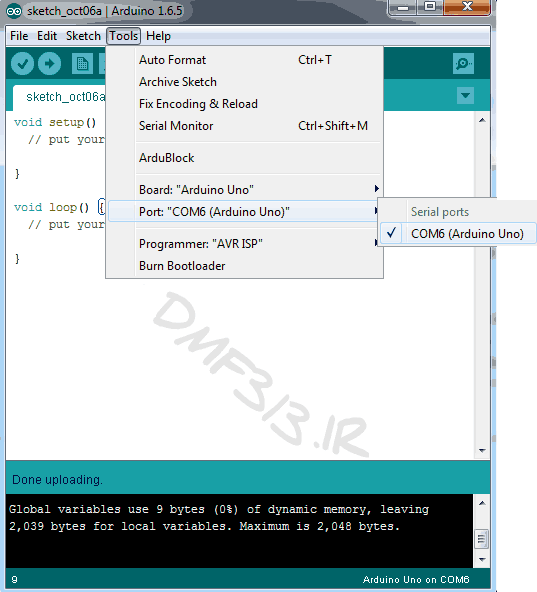 sketch_oct06a | Arduino 1.6.5
File Edit Sketch Tools Help
sketch_oct06a
void setup()
// put your
}
void loop() {
// put your
}
Auto Format Ctrl+T
Archive Sketch
Fix Encoding & Reload
Serial Monitor Ctrl+Shift+M
ArduBlock
Board: "Arduino Uno"
Port: "COM6 (Arduino Uno)"
Programmer: "AVR ISP"
Burn Bootloader
Serial ports
COM6 (Arduino Uno)
DMF313.IR
Done uploading.
Global variables use 9 bytes (0%) of dynamic memory, leaving
2,039 bytes for local variables. Maximum is 2,048 bytes.
9 Arduino Uno on COM6